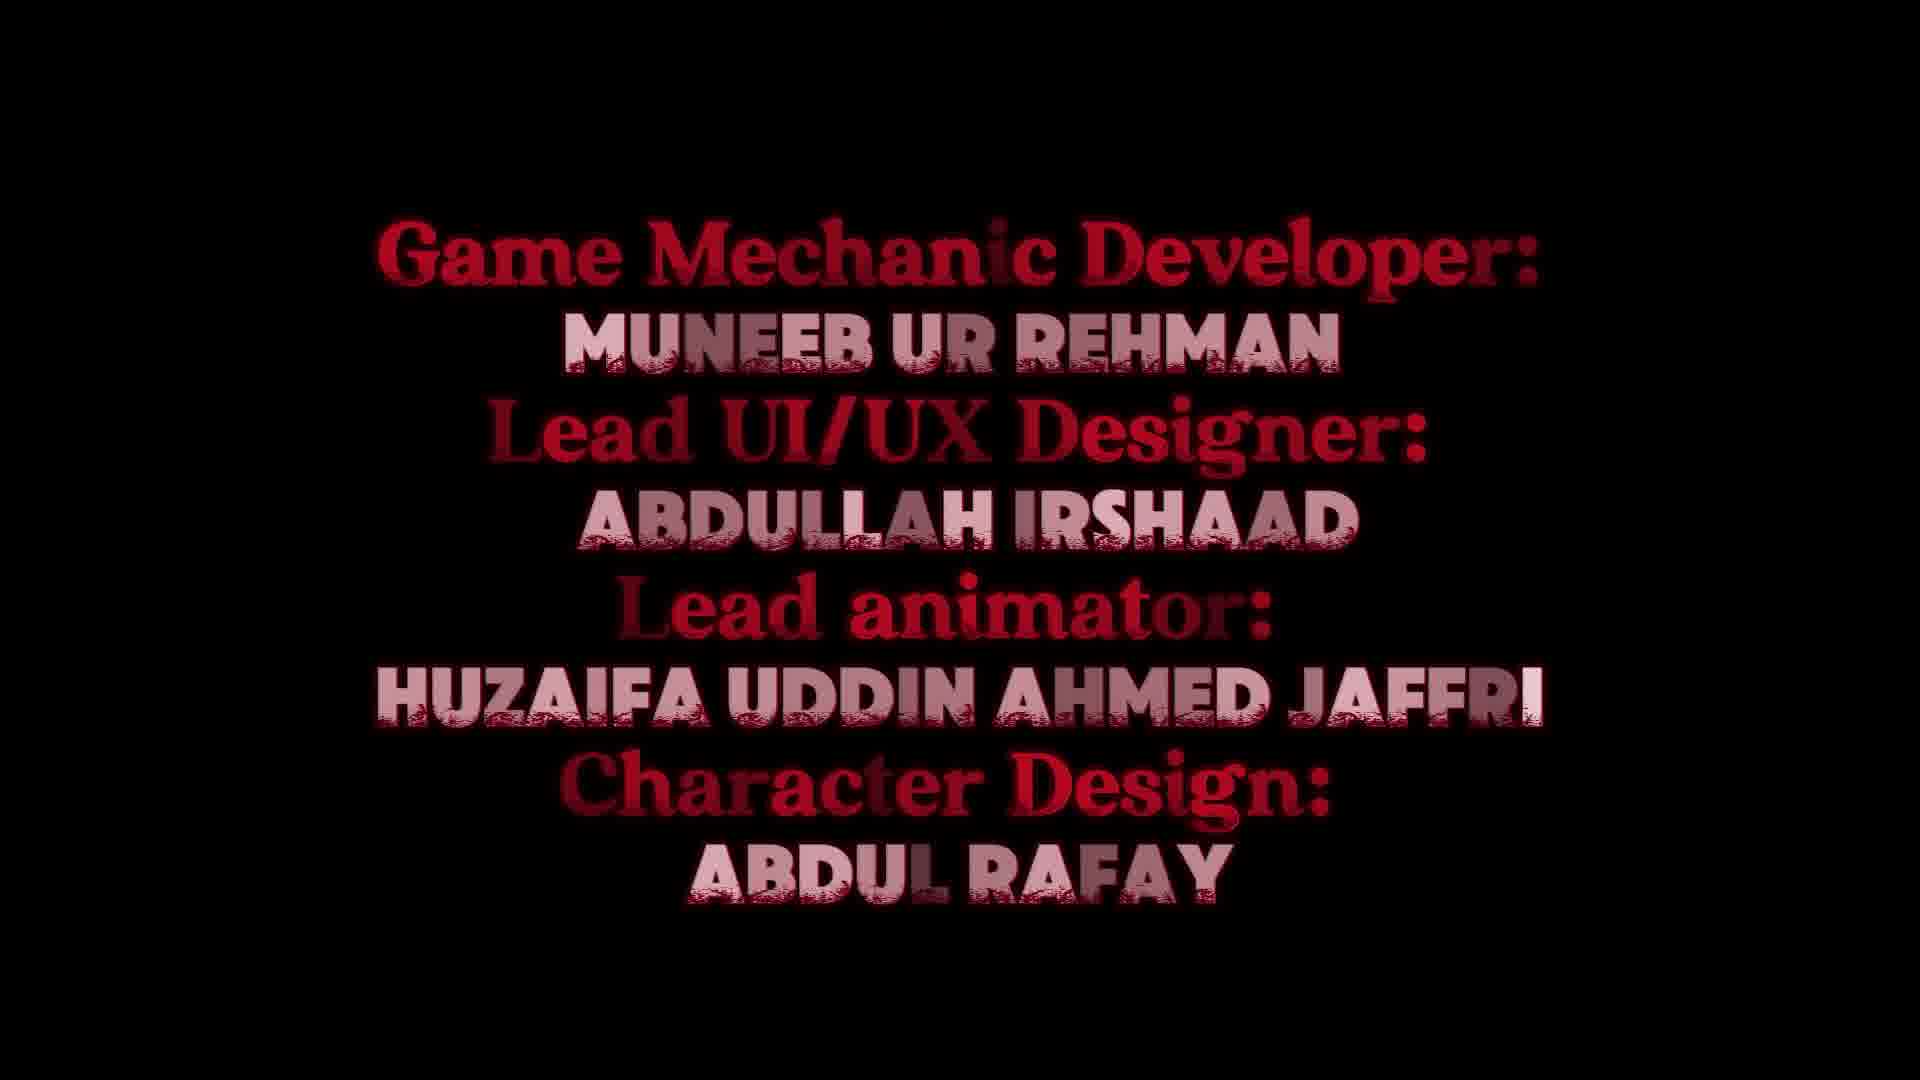 Game Mechanic Developer:
MUNEEB UR REHMAN
Lead UI/UX Designer:
ABDULLAH IRSHAAD
Lead animator:
HUZAIFA UDDIN AHMED JAFFRI
Character Design:
ABDUL RAFAY